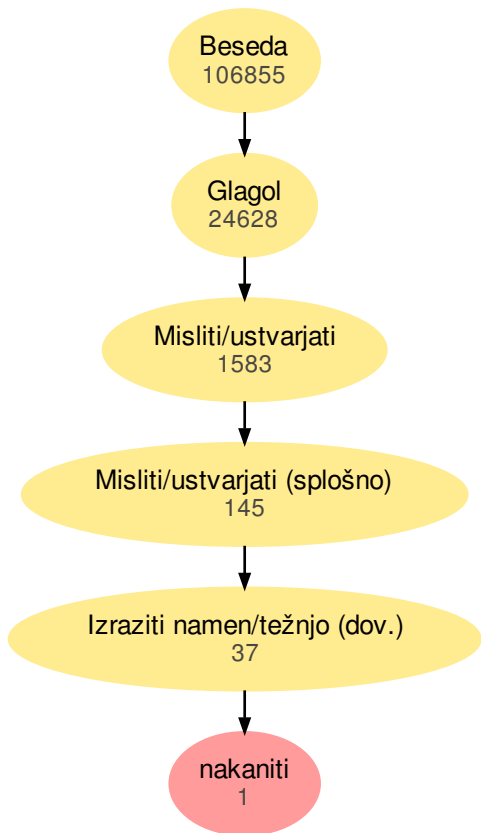 Beseda
106855
Glagol
24628
Misliti/ustvarjati
1583
Misliti/ustvarjati (splošno)
145
Izraziti namen/težnjo (dov.)
37
nakaniti
1